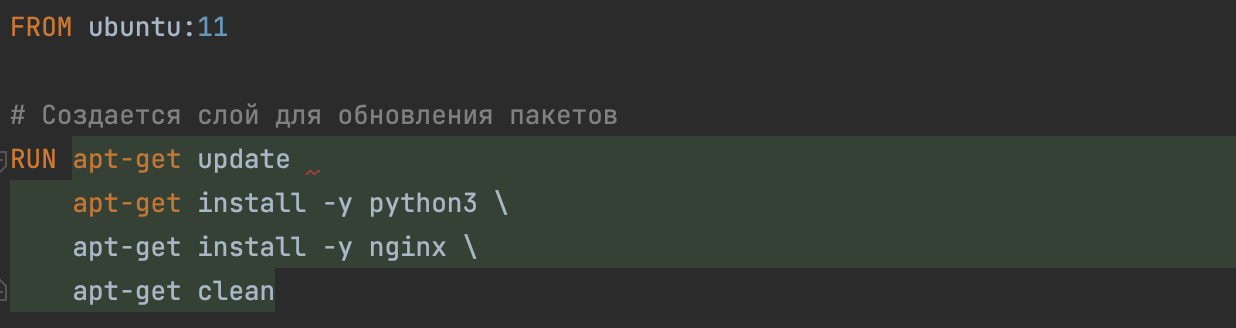 FROM ubuntu:11
# Создается слой для обновления пакетов
RUN apt-get update
apt-get install -y python3 \
apt-get install -y nginx \
apt-get clean